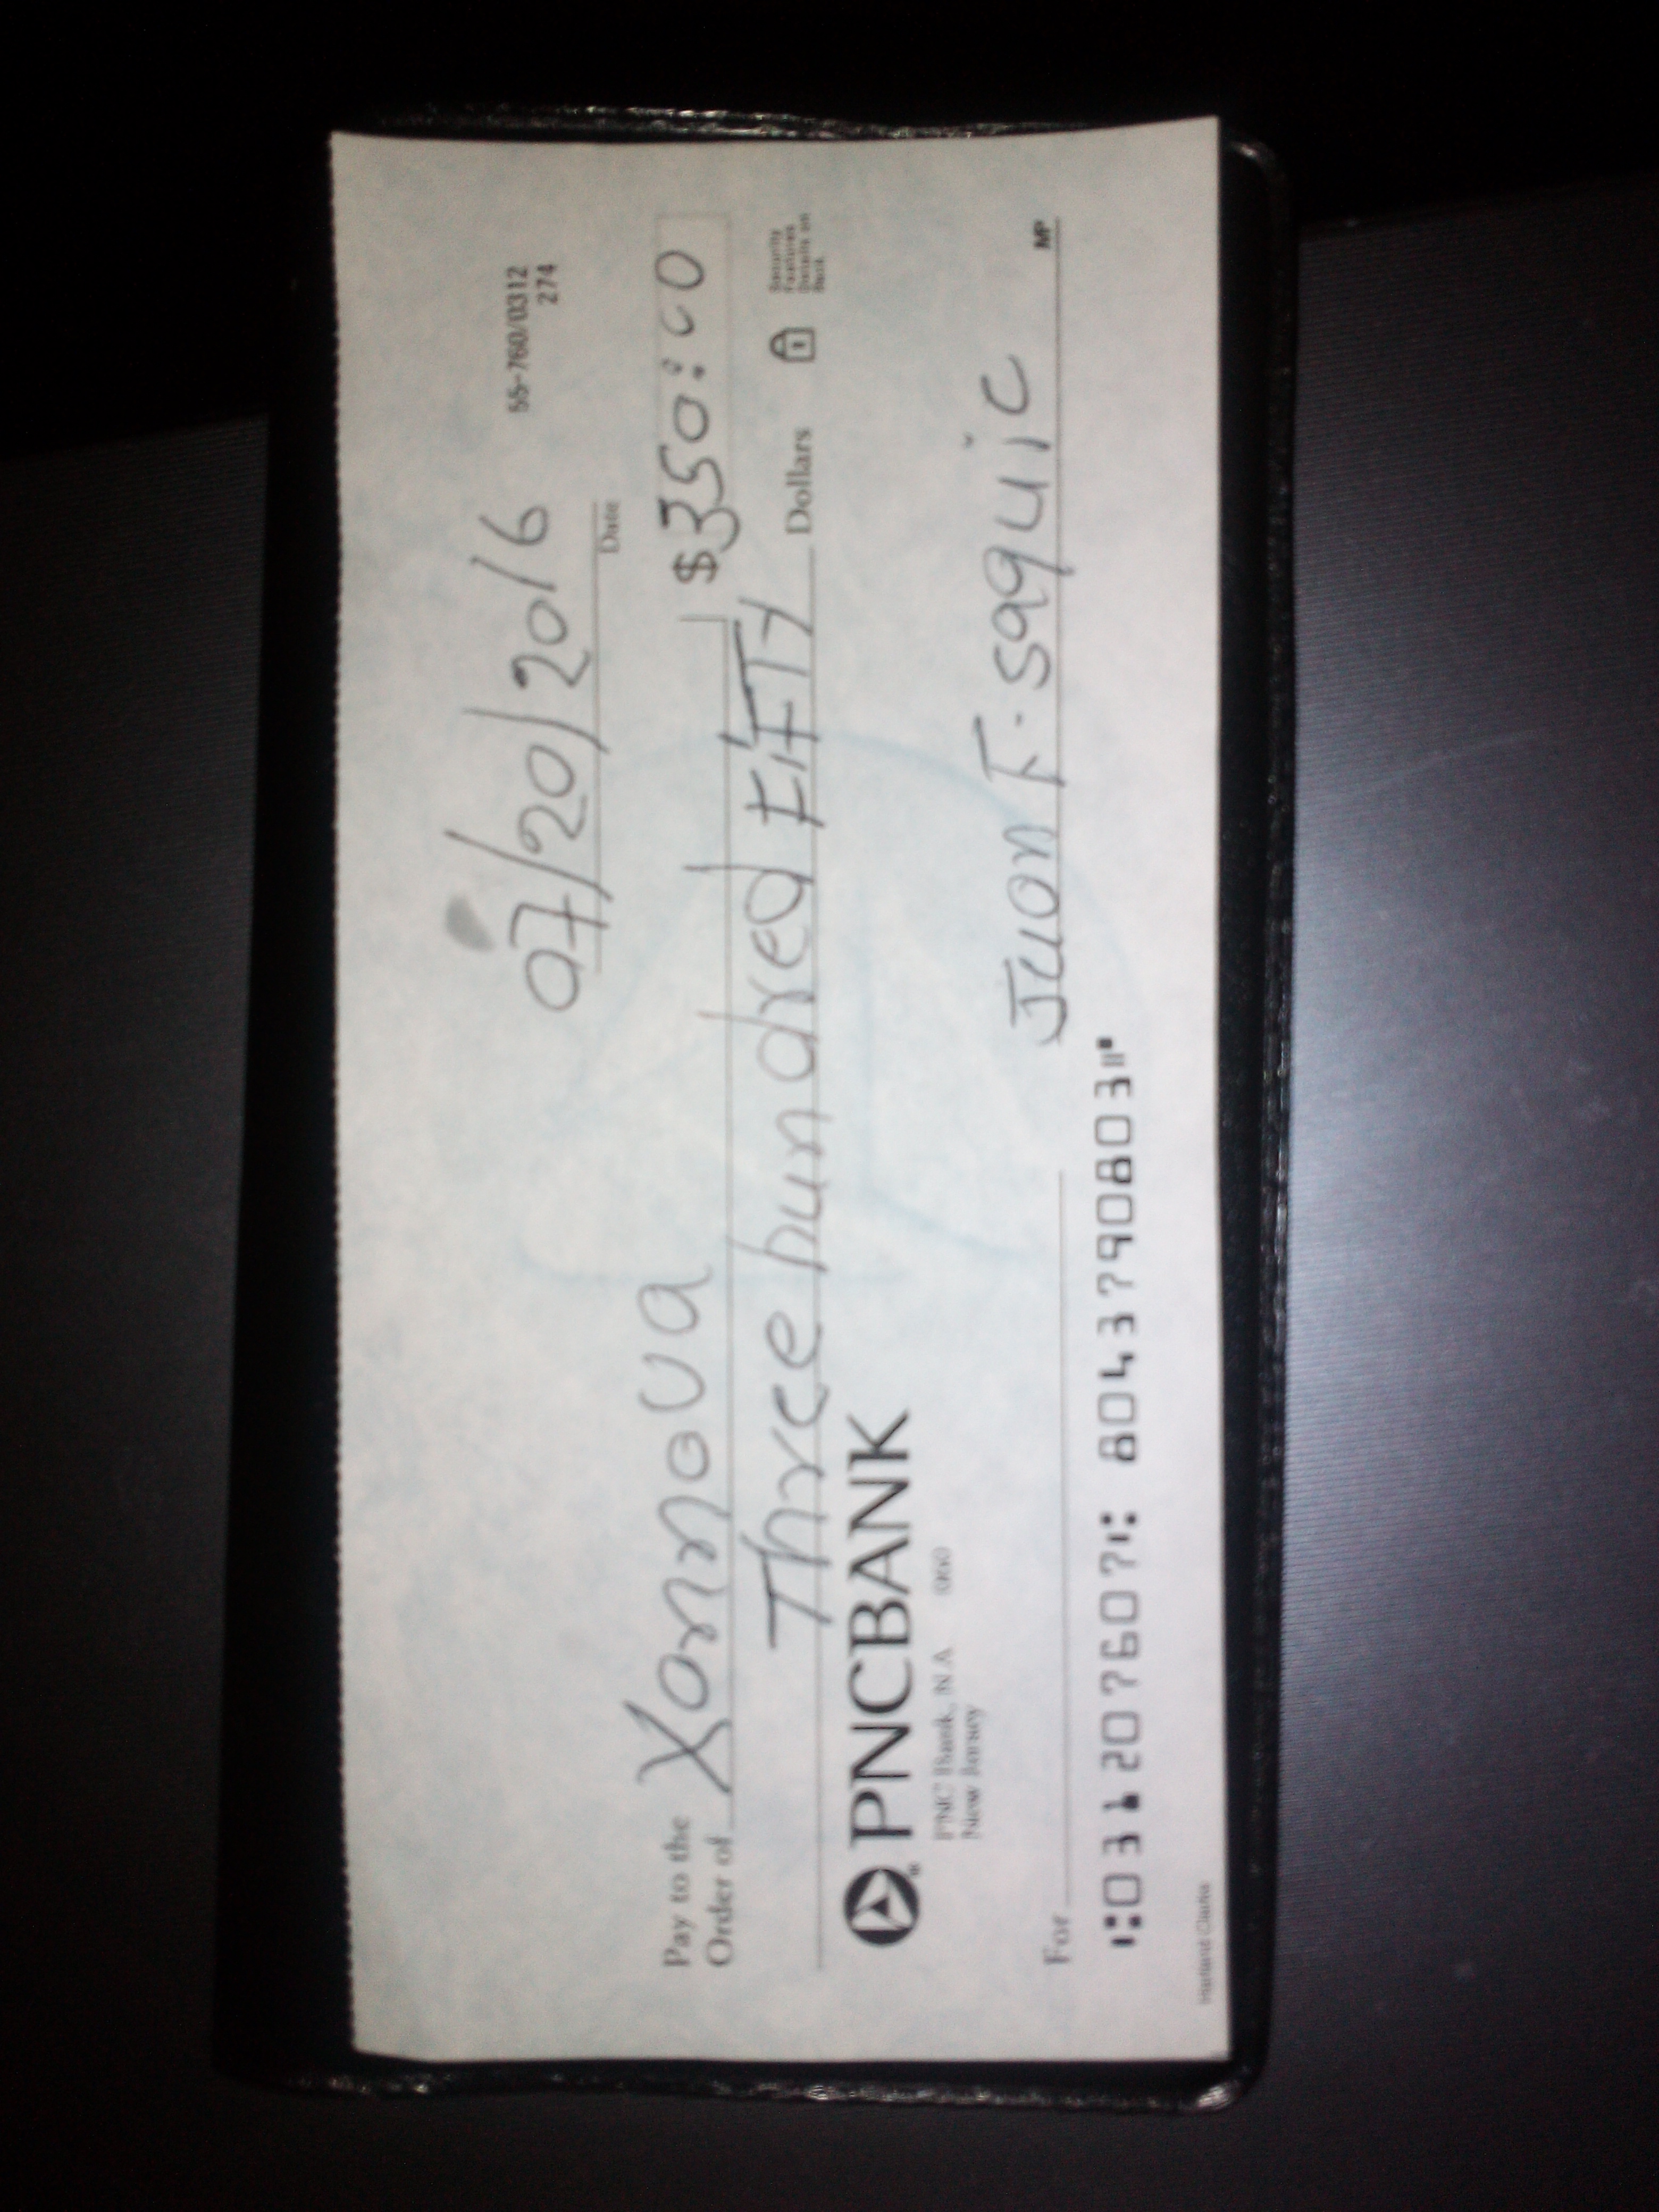 55-760/0312
274
07/20/2016
Date
Pay to the
Order of Xonnova $350:00
Three hundred FiFTY Dollars
Security
Features
Details on
Back
PNCBANK
PNC Bank, N.A. 060
New Jersey
For Juan F. saquic MP
⑆031207607⑆ 8043790803⑈
Harland Clarke